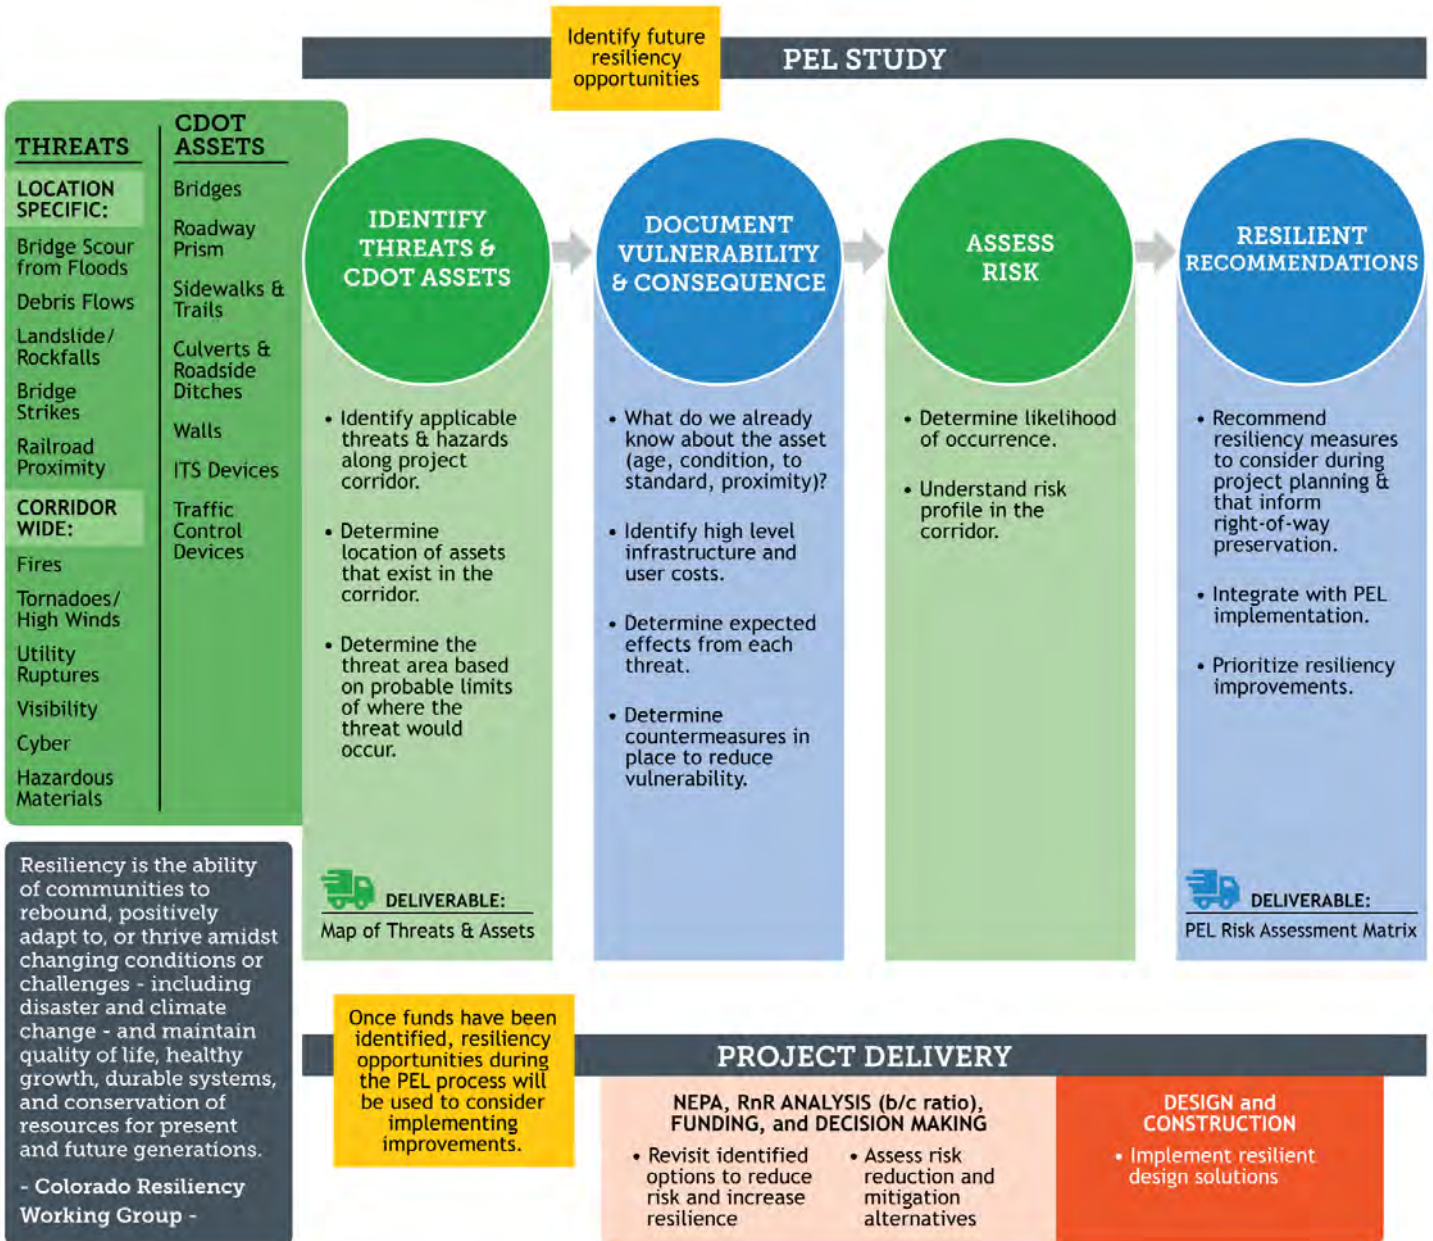 Identify future
resiliency
opportunities
PEL STUDY
THREATS
LOCATION
SPECIFIC:
Bridge Scour
from Floods
Debris Flows
Landslide/
Rockfalls
Bridge
Strikes
Railroad
Proximity
CORRIDOR
WIDE:
Fires
Tornadoes/
High Winds
Utility
Ruptures
Visibility
Cyber
Hazardous
Materials
CDOT
ASSETS
Bridges
Roadway
Prism
Sidewalks &
Trails
Culverts &
Roadside
Ditches
Walls
ITS Devices
Traffic
Control
Devices
IDENTIFY
THREATS &
CDOT ASSETS
• Identify applicable
threats & hazards
along project
corridor.
• Determine
location of assets
that exist in the
corridor.
• Determine the
threat area based
on probable limits
of where the
threat would
occur.
DELIVERABLE:
Map of Threats & Assets
DOCUMENT
VULNERABILITY
& CONSEQUENCE
• What do we already
know about the asset
(age, condition, to
standard, proximity)?
• Identify high level
infrastructure and
user costs.
• Determine expected
effects from each
threat.
• Determine
countermeasures in
place to reduce
vulnerability.
ASSESS
RISK
• Determine likelihood
of occurrence.
• Understand risk
profile in the
corridor.
RESILIENT
RECOMMENDATIONS
• Recommend
resiliency measures
to consider during
project planning &
that inform
right-of-way
preservation.
• Integrate with PEL
implementation.
• Prioritize resiliency
improvements.
DELIVERABLE:
PEL Risk Assessment Matrix
Resiliency is the ability
of communities to
rebound, positively
adapt to, or thrive amidst
changing conditions or
challenges - including
disaster and climate
change - and maintain
quality of life, healthy
growth, durable systems,
and conservation of
resources for present
and future generations.
- Colorado Resiliency
Working Group -
Once funds have been
identified, resiliency
opportunities during
the PEL process will
be used to consider
implementing
improvements.
PROJECT DELIVERY
NEPA, RnR ANALYSIS (b/c ratio),
FUNDING, and DECISION MAKING
• Revisit identified
options to reduce
risk and increase
resilience
• Assess risk
reduction and
mitigation
alternatives
DESIGN and
CONSTRUCTION
• Implement resilient
design solutions